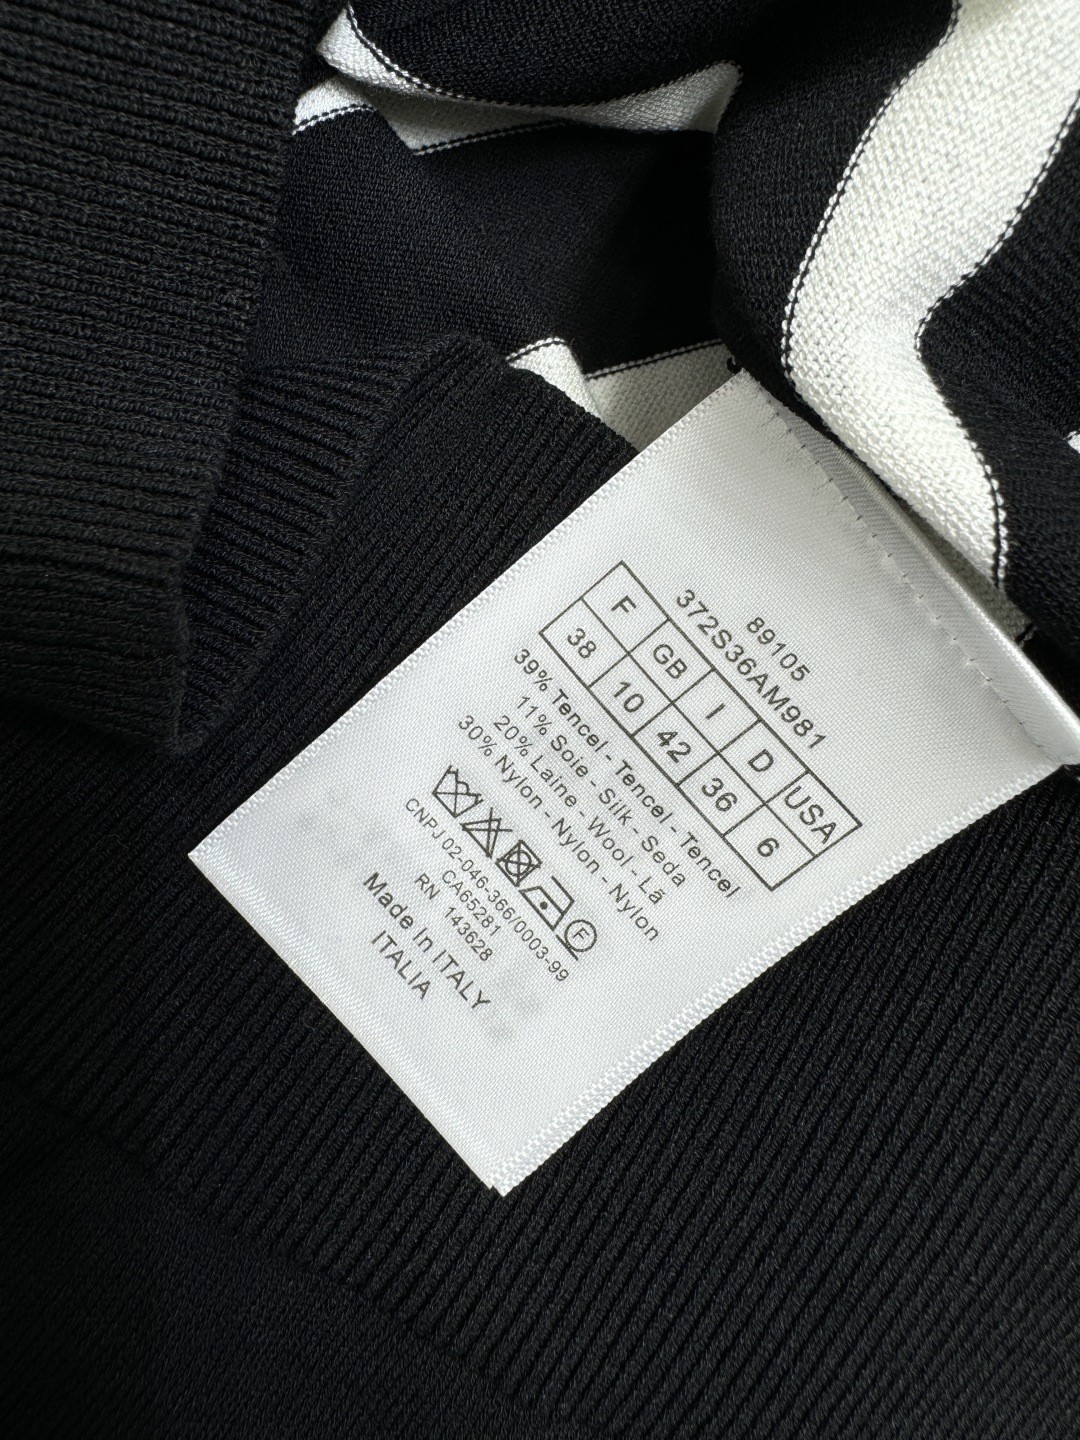 89105
372S36AM981
F GB I D USA
38 10 42 36 6
39% Tencel - Tencel - Tencel
11% Soie - Silk - Seda
20% Laine - Wool - Lã
30% Nylon - Nylon - Nylon
F
CNPJ 02-046-366/0003-99
CA65281
RN 143628
Made In ITALY
ITALIA